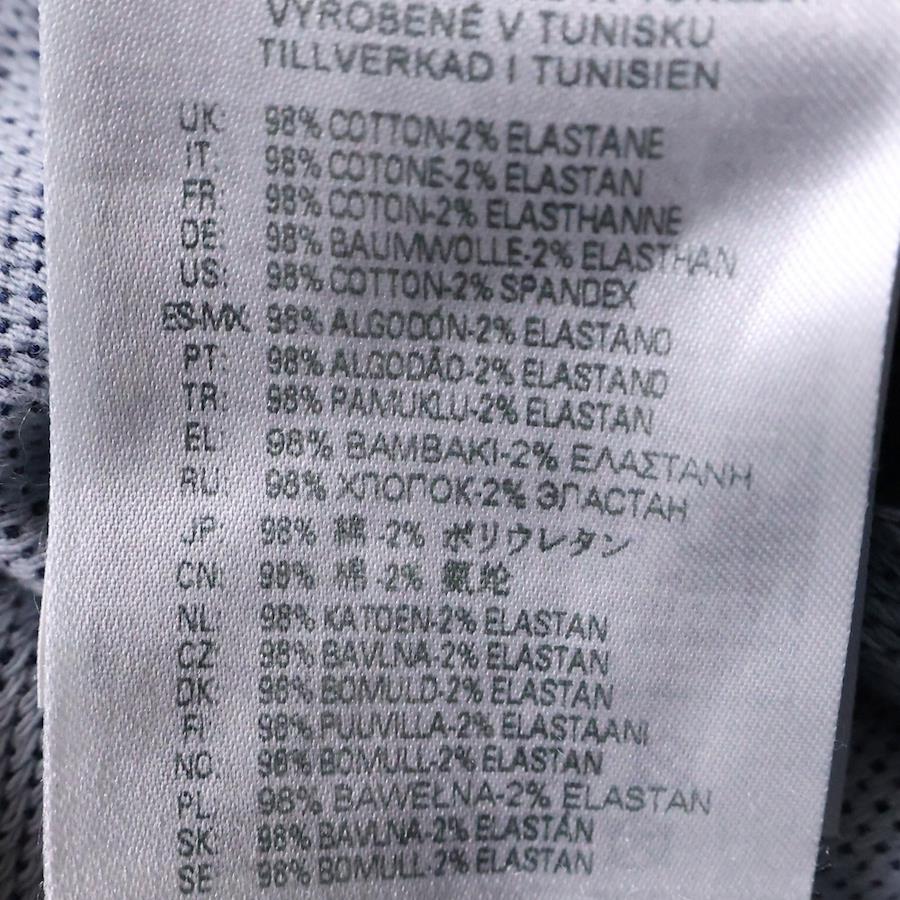 VYROBENÉ V TUNISKU
TILLVERKAD I TUNISIEN
UK: 98% COTTON-2% ELASTANE
IT: 98% COTONE-2% ELASTAN
FR: 98% COTON-2% ELASTHANNE
DE: 98% BAUMWOLLE-2% ELASTHAN
US: 98% COTTON-2% SPANDEX
ES-MX: 98% ALGODÓN-2% ELASTANO
PT: 98% ALGODÃO-2% ELASTANO
TR: 98% PAMUKLU-2% ELASTAN
EL: 98% BAMBAKI-2% ΕΛΑΣΤΑΝΗ
RU: 98% ХЛОПОК-2% ЭЛАСТАН
JP: 98% 綿 -2% ポリウレタン
CN: 98% 棉 -2% 氨纶
NL: 98% KATOEN-2% ELASTAN
CZ: 98% BAVLNA-2% ELASTAN
DK: 98% BOMULD-2% ELASTAN
FI: 98% PUUVILLA-2% ELASTAANI
NO: 98% BOMULL-2% ELASTAN
PL: 98% BAWEŁNA-2% ELASTAN
SK: 98% BAVLNA-2% ELASTÁN
SE: 98% BOMULL-2% ELASTAN